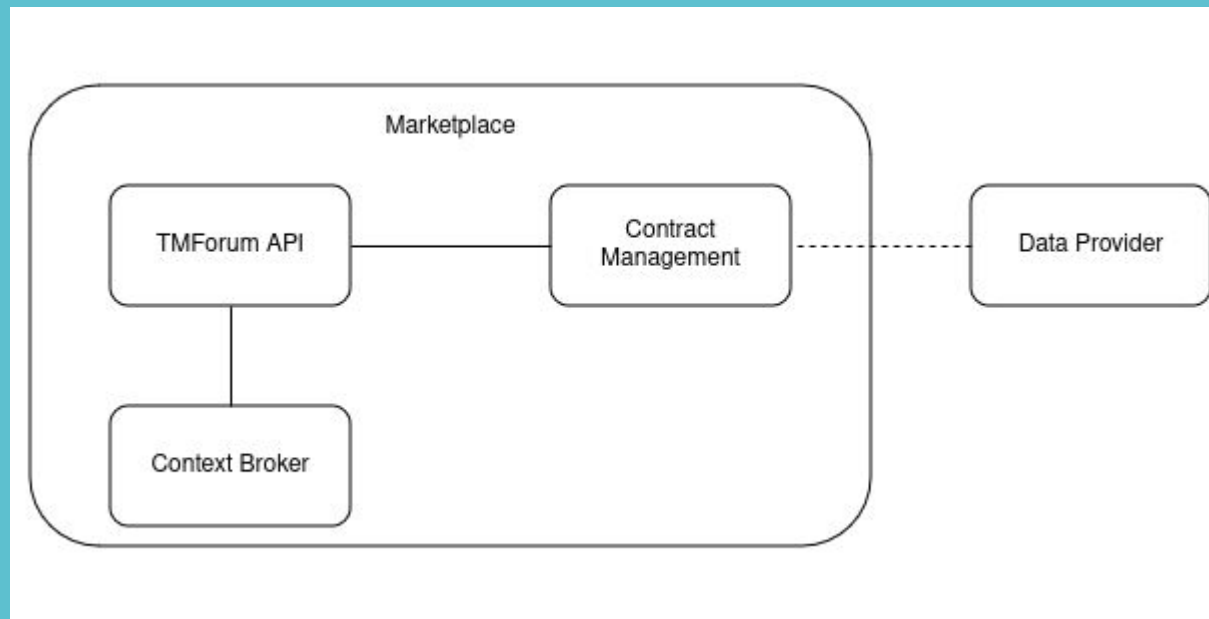 Marketplace
TMForum API
Contract
Management
Data Provider
Context Broker